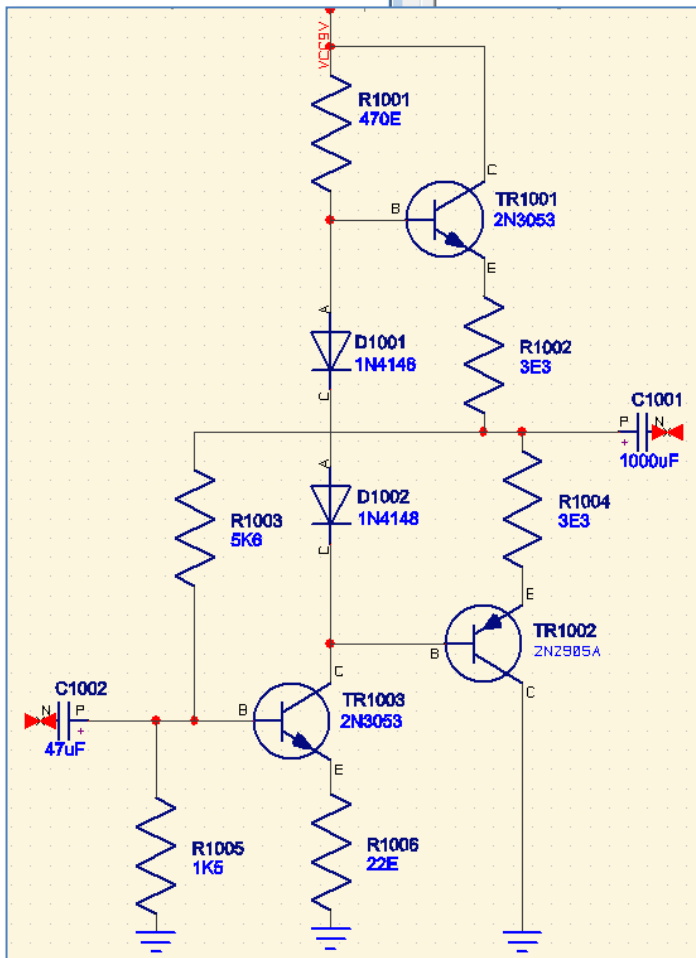 VCC9V
R1001
470E
C
TR1001
2N3053
B
E
A
D1001
1N4148
C
R1002
3E3
C1001
P
N
+
1000uF
A
D1002
1N4148
C
R1003
5K6
R1004
3E3
E
TR1002
2N2905A
B
C
C1002
N
P
+
47uF
C
TR1003
2N3053
B
E
R1005
1K5
R1006
22E